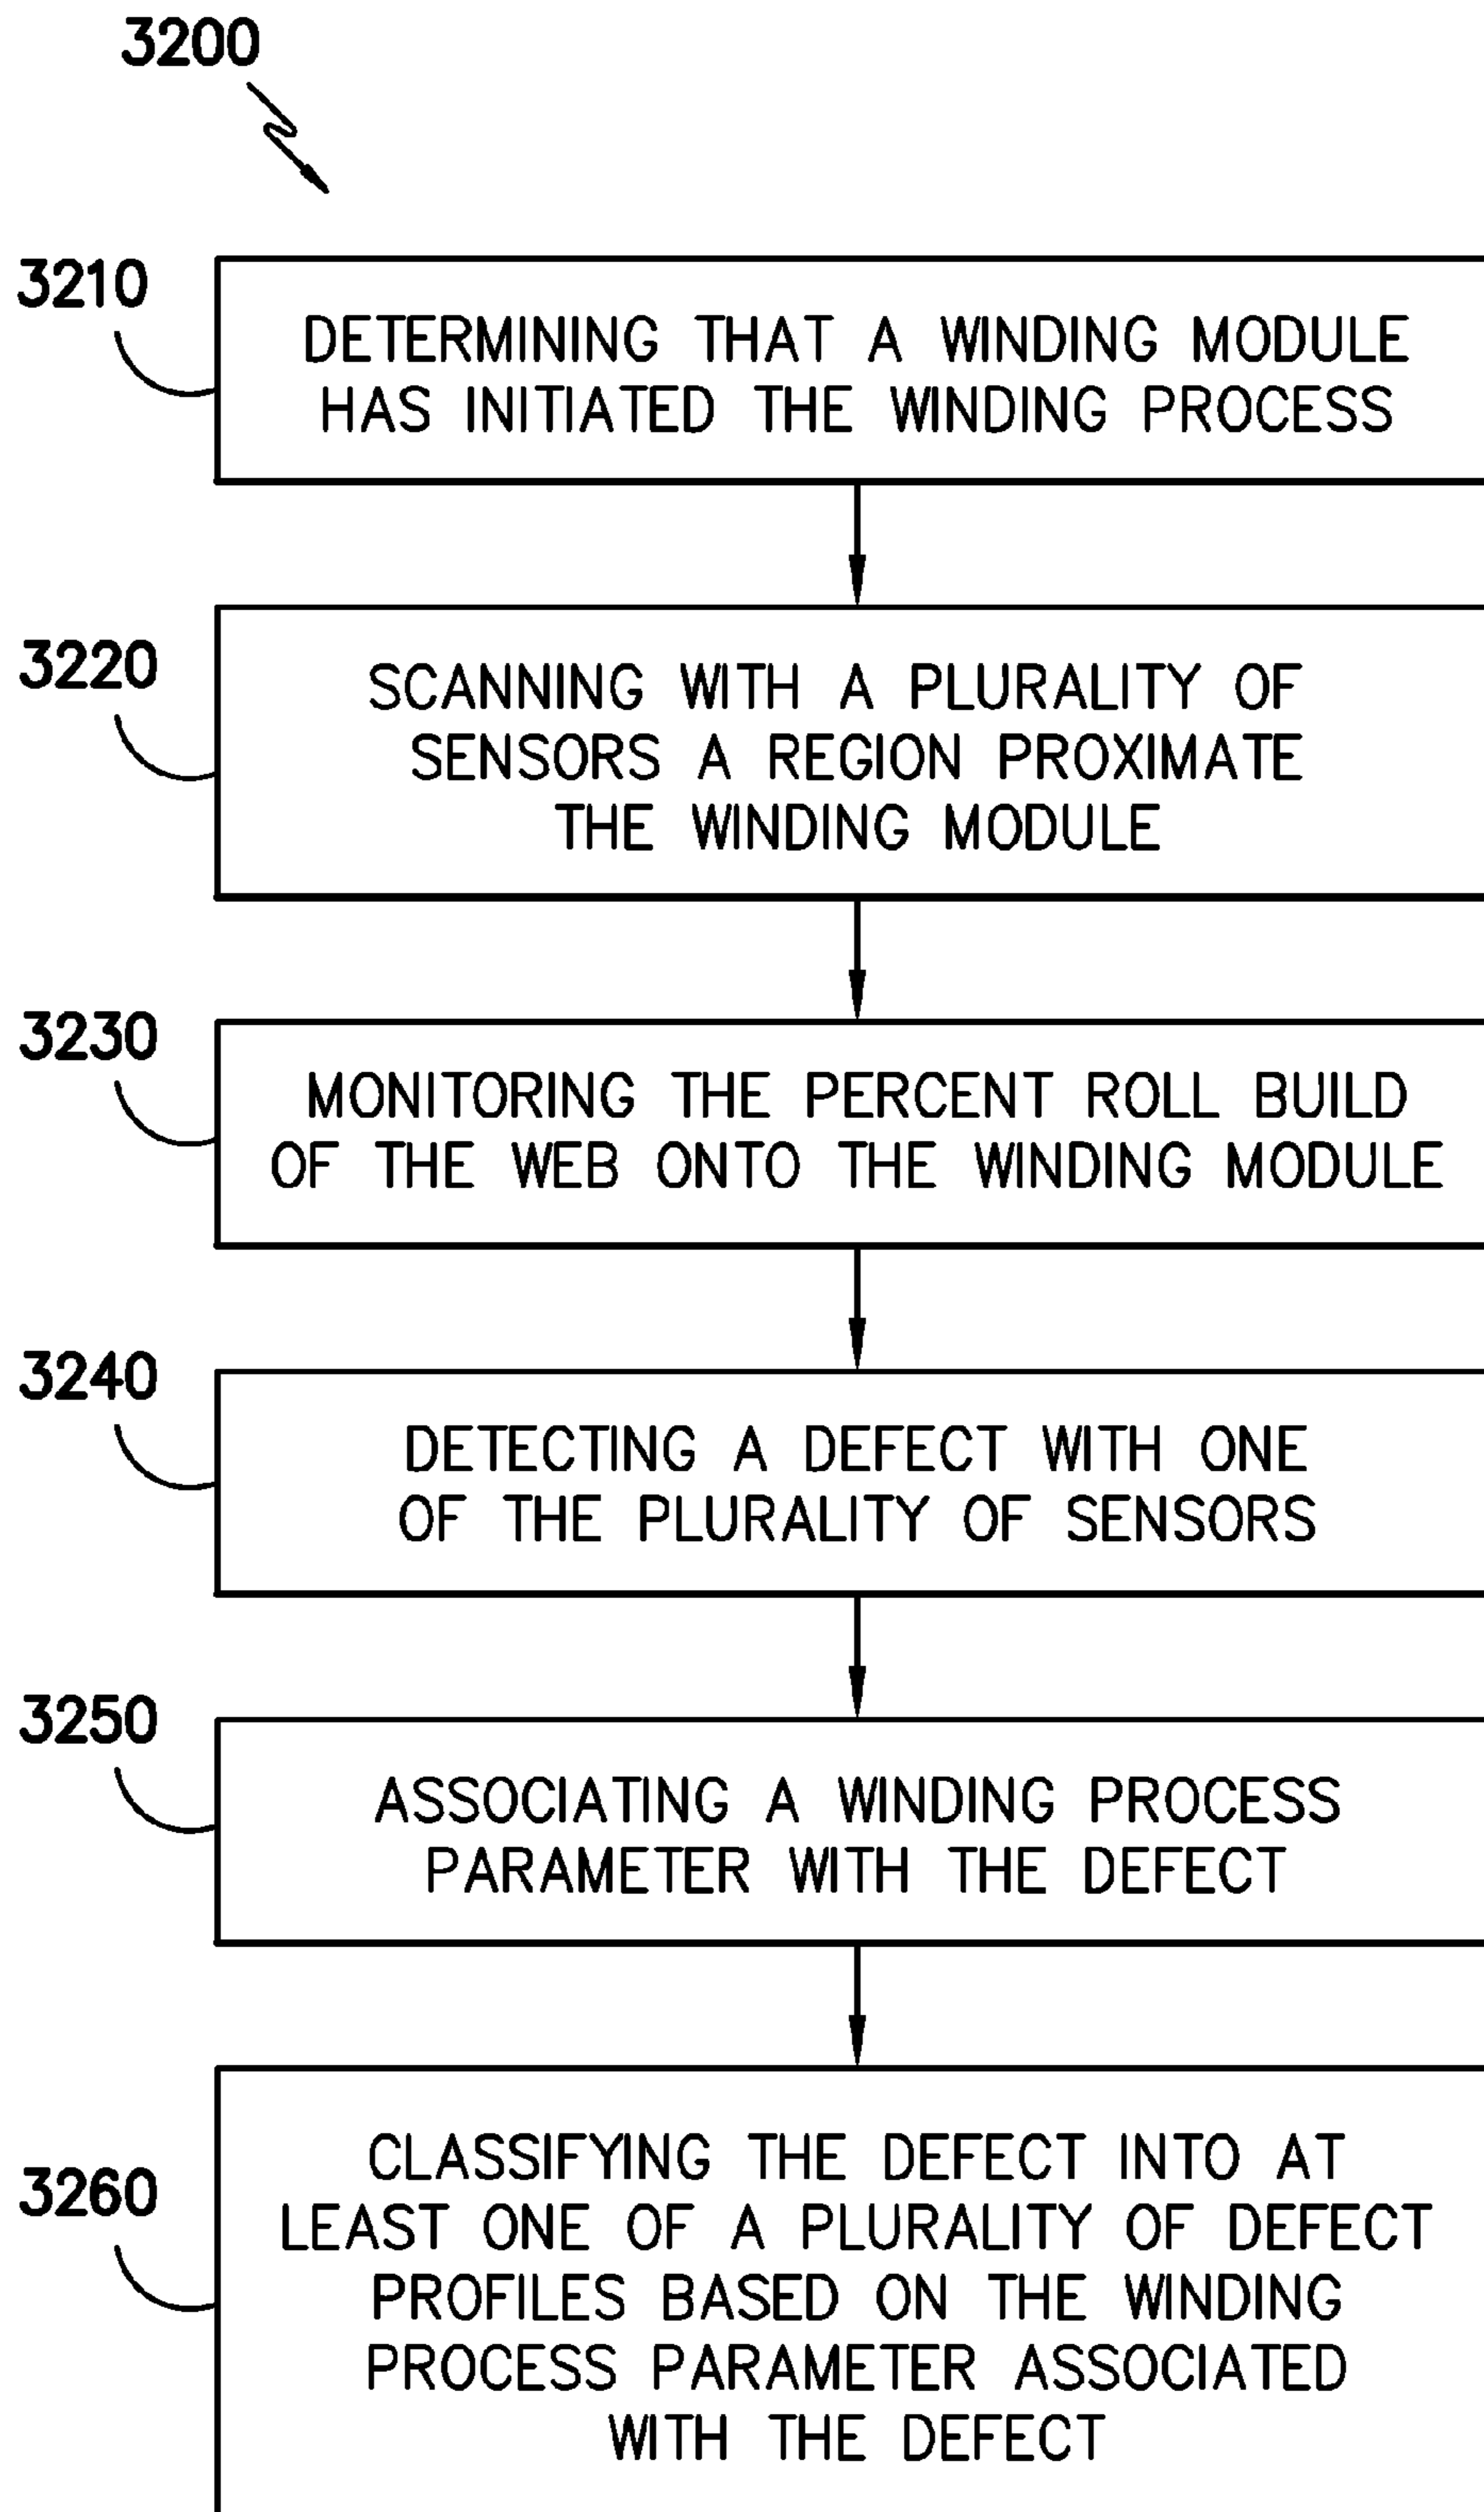 3200
3210
DETERMINING THAT A WINDING MODULE
HAS INITIATED THE WINDING PROCESS
3220
SCANNING WITH A PLURALITY OF
SENSORS A REGION PROXIMATE
THE WINDING MODULE
3230
MONITORING THE PERCENT ROLL BUILD
OF THE WEB ONTO THE WINDING MODULE
3240
DETECTING A DEFECT WITH ONE
OF THE PLURALITY OF SENSORS
3250
ASSOCIATING A WINDING PROCESS
PARAMETER WITH THE DEFECT
3260
CLASSIFYING THE DEFECT INTO AT
LEAST ONE OF A PLURALITY OF DEFECT
PROFILES BASED ON THE WINDING
PROCESS PARAMETER ASSOCIATED
WITH THE DEFECT